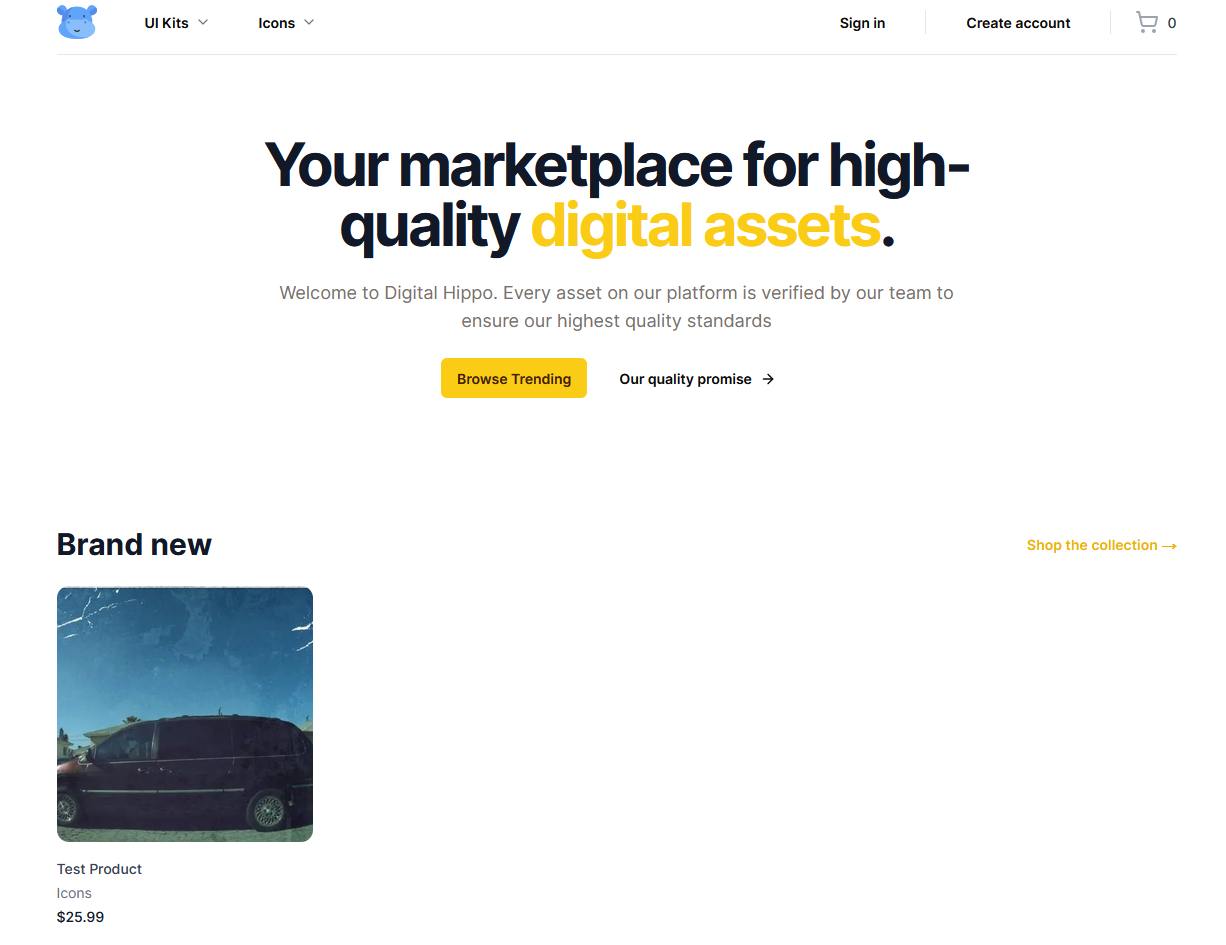 UI Kits Icons Sign in Create account 0
Your marketplace for high-
quality digital assets.
Welcome to Digital Hippo. Every asset on our platform is verified by our team to
ensure our highest quality standards
Browse Trending Our quality promise →
Brand new Shop the collection →
Test Product
Icons
$25.99